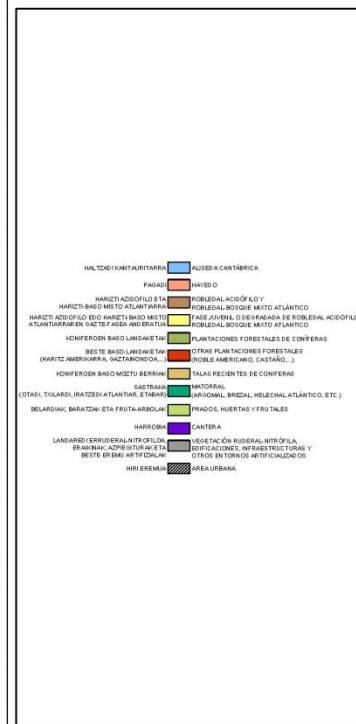 HALTZADI KANTAURITARRA ALISEDA CANTÁBRICA
PAGADI HAYEDO
HARIZTI AZIDOFILO ETA ROBLEDAL ACIDÓFILO Y
HARIZTI-BASO MISTO ATLANTIARRA ROBLEDAL-BOSQUE MIXTO ATLÁNTICO
HARIZTI AZIDOFILO EDO HARIZTI-BASO MISTO FASE JUVENIL O DEGRADADA DE ROBLEDAL ACIDÓFILO
ATLANTIARRAREN GAZTE-FASEA ANDERATUA ROBLEDAL-BOSQUE MIXTO ATLANTICO
KONIFEROEN BASO LANDAKETAK PLANTACIONES FORESTALES DE CONÍFERAS
BESTE BASO-LANDAKETAK OTRAS PLANTACIONES FORESTALES
(HARITZ AMERIKARRA, GAZTAINONDOA,...) (ROBLE AMERICANO, CASTAÑO,...)
KONIFEROEN BASO MOZTU BERRIAK TALAS RECIENTES DE CONIFERAS
SASTRAKA MATORRAL
(OTADI, TXILARDI, IRATZEDI ATLANTIAR, ETABAR) (ARGOMAL, BREZAL, HELECHAL ATLÁNTICO, ETC.)
BELARDIAK, BARATZAK ETA FRUTA-ARBOLAK PRADOS, HUERTAS Y FRUTALES
HARROBIA CANTERA
LANDAREDI ERRUDERAL-NITROFILOA, VEGETACIÓN RUDERAL-NITRÓFILA,
ERAIKINAK, AZPIEGITURAK ETA EDIFICACIONES, INFRAESTRUCTURAS Y
BESTE EREMU ARTIFIZIALAK OTROS ENTORNOS ARTIFICIALIZADOS
HIRI EREMUA AREA URBANA